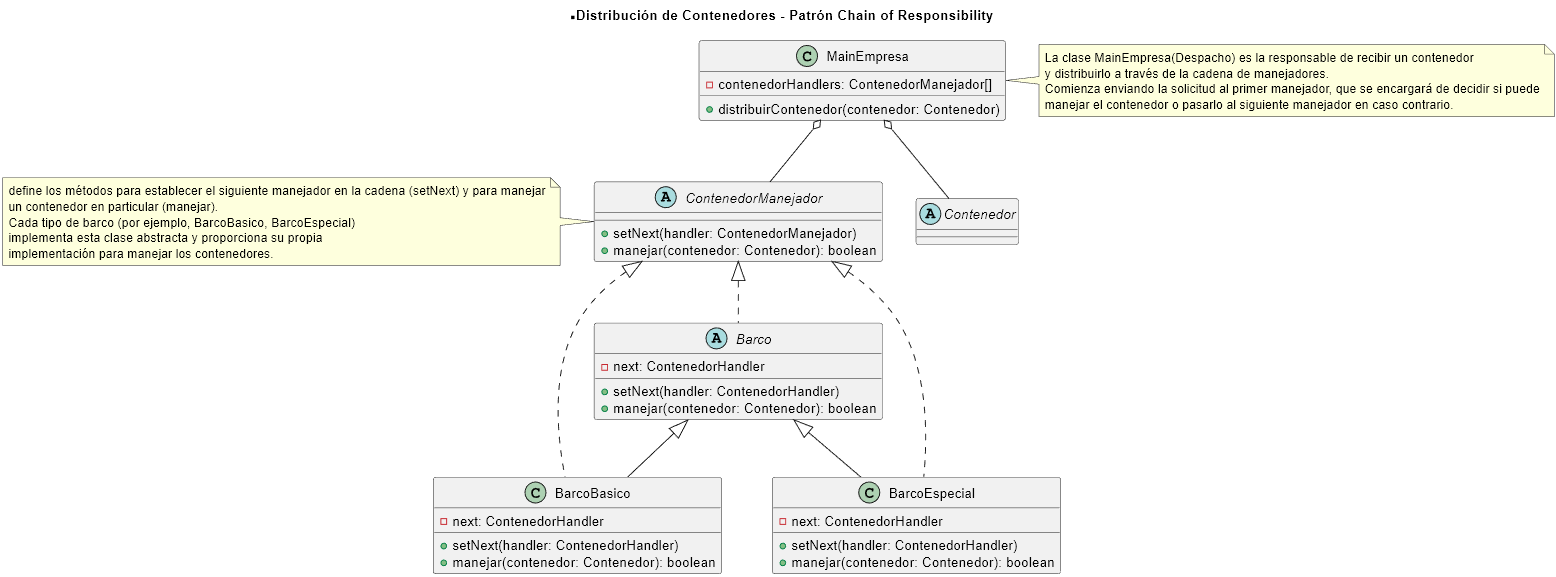 ▪Distribución de Contenedores - Patrón Chain of Responsibility
C MainEmpresa
contenedorHandlers: ContenedorManejador[]
distribuirContenedor(contenedor: Contenedor)
La clase MainEmpresa(Despacho) es la responsable de recibir un contenedor
y distribuirlo a través de la cadena de manejadores.
Comienza enviando la solicitud al primer manejador, que se encargará de decidir si puede
manejar el contenedor o pasarlo al siguiente manejador en caso contrario.
define los métodos para establecer el siguiente manejador en la cadena (setNext) y para manejar
un contenedor en particular (manejar).
Cada tipo de barco (por ejemplo, BarcoBasico, BarcoEspecial)
implementa esta clase abstracta y proporciona su propia
implementación para manejar los contenedores.
A ContenedorManejador
setNext(handler: ContenedorManejador)
manejar(contenedor: Contenedor): boolean
A Contenedor
A Barco
next: ContenedorHandler
setNext(handler: ContenedorHandler)
manejar(contenedor: Contenedor): boolean
C BarcoBasico
next: ContenedorHandler
setNext(handler: ContenedorHandler)
manejar(contenedor: Contenedor): boolean
C BarcoEspecial
next: ContenedorHandler
setNext(handler: ContenedorHandler)
manejar(contenedor: Contenedor): boolean